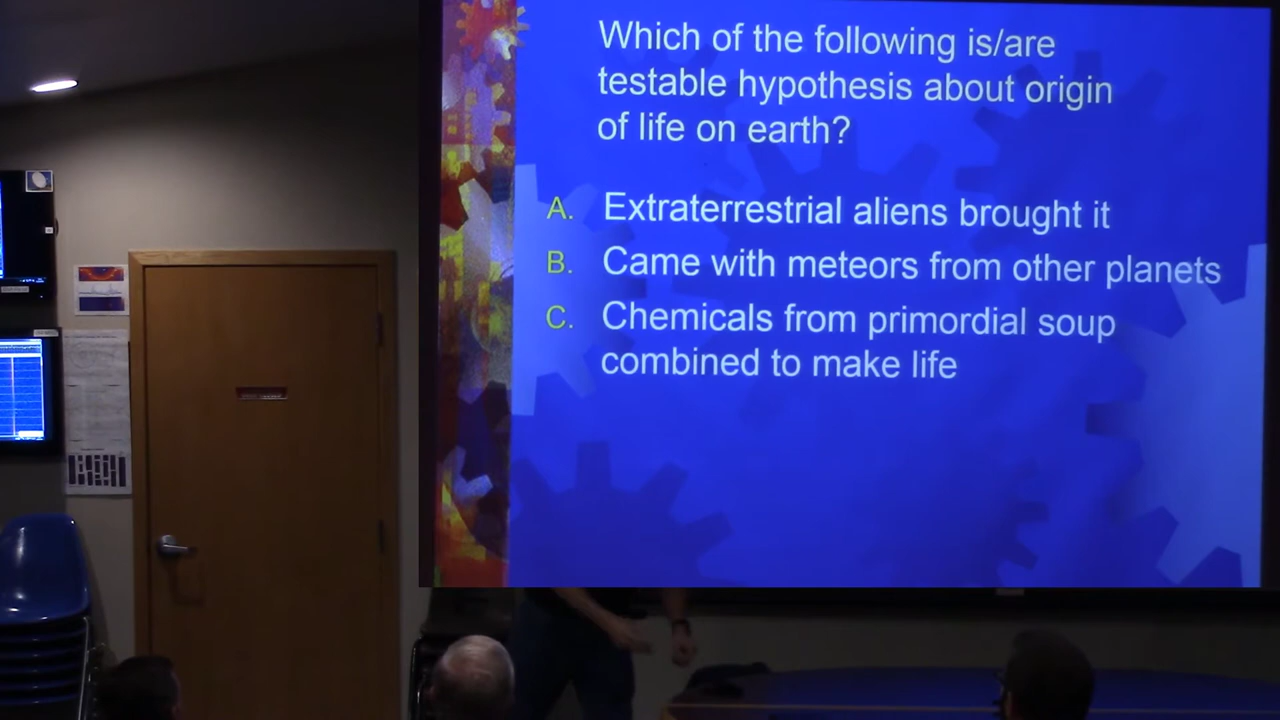 Which of the following is/are
testable hypothesis about origin
of life on earth?
A. Extraterrestrial aliens brought it
B. Came with meteors from other planets
C. Chemicals from primordial soup
combined to make life